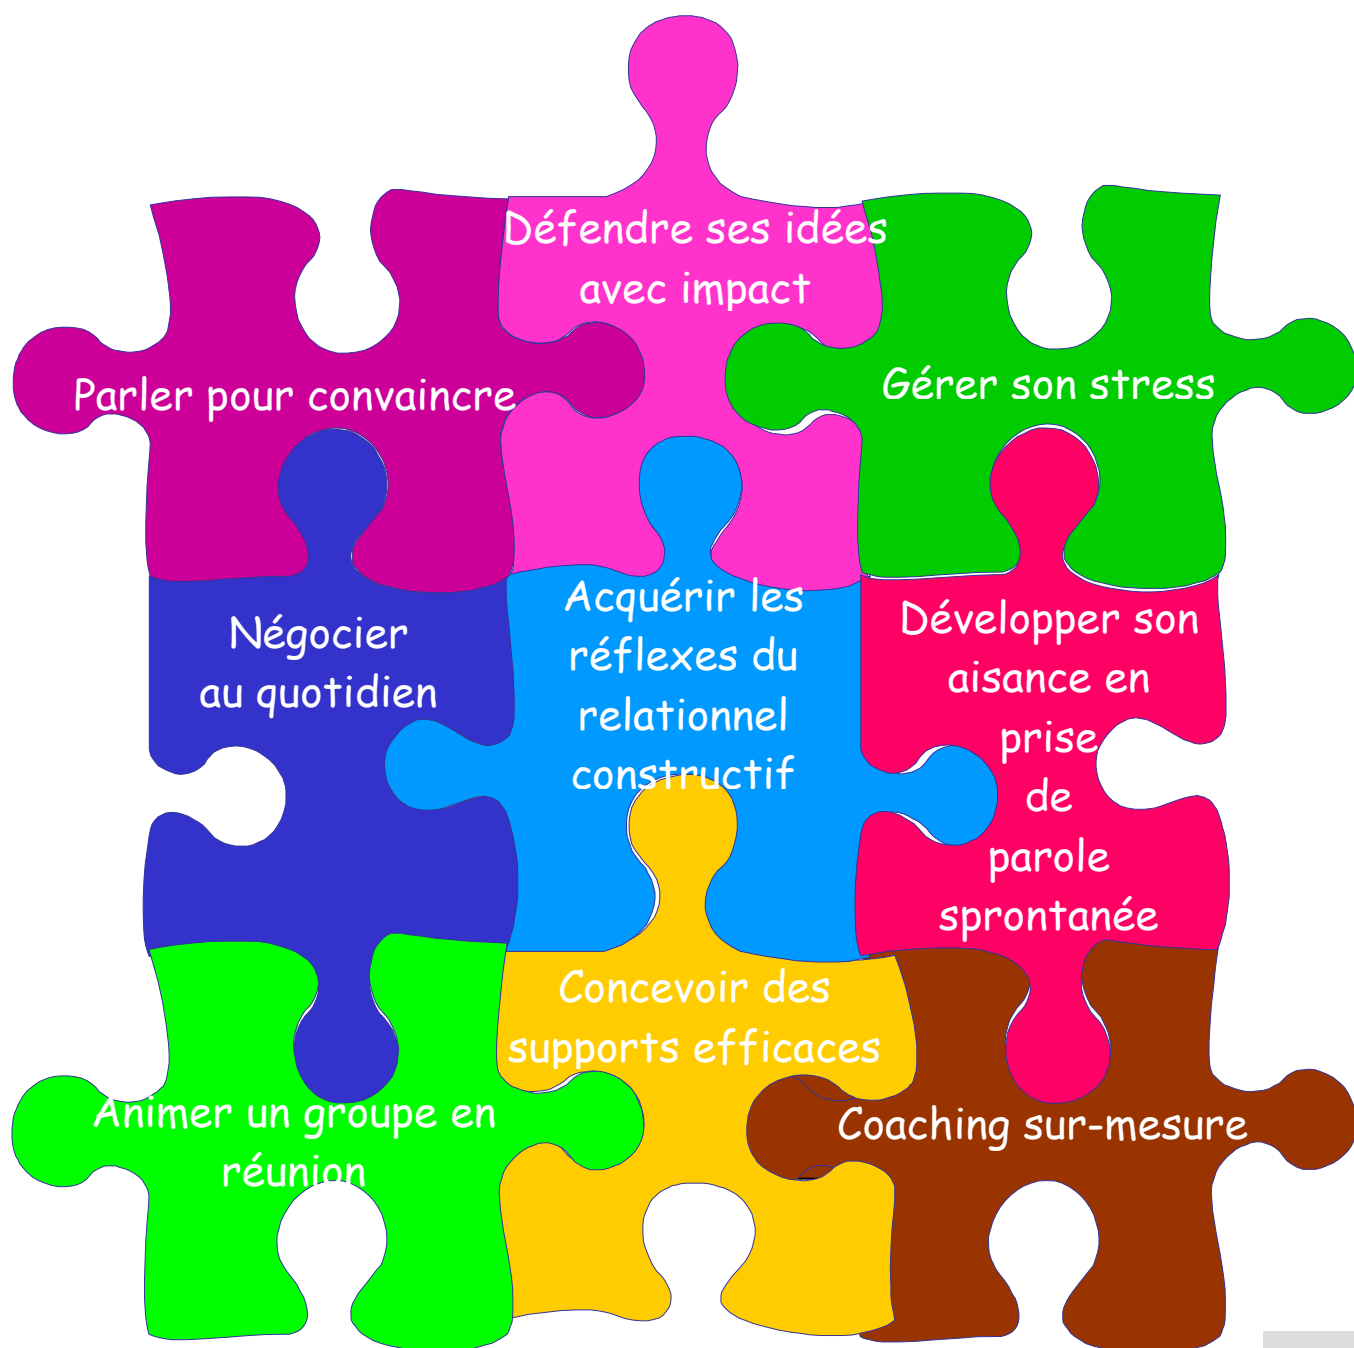 Défendre ses idées
avec impact
Parler pour convaincre
Gérer son stress
Négocier
au quotidien
Acquérir les
réflexes du
relationnel
constructif
Développer son
aisance en
prise
de
parole
sprontanée
Concevoir des
supports efficaces
Animer un groupe en
réunion
Coaching sur-mesure